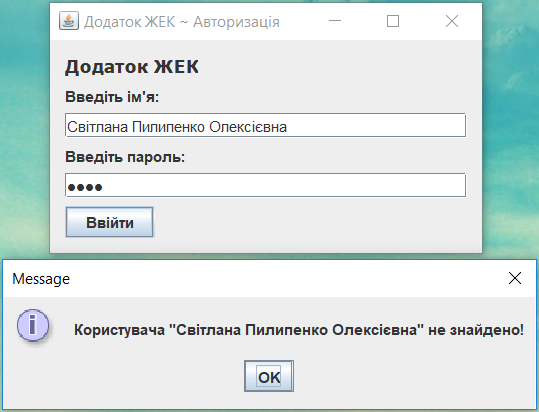 Додаток ЖЕК ~ Авторизація
Додаток ЖЕК
Введіть ім'я:
Світлана Пилипенко Олексієвна
Введіть пароль:
●●●●
Ввійти
Message
Користувача "Світлана Пилипенко Олексієвна" не знайдено!
OK